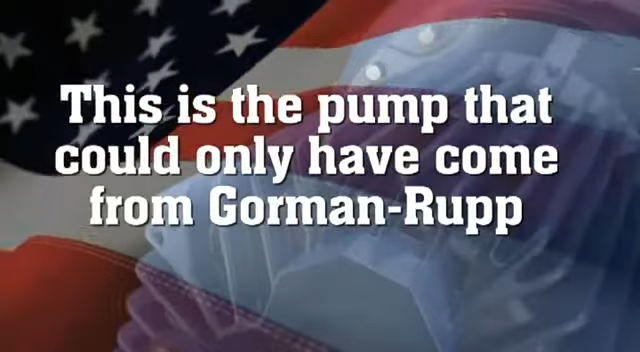 This is the pump that
could only have come
from Gorman-Rupp